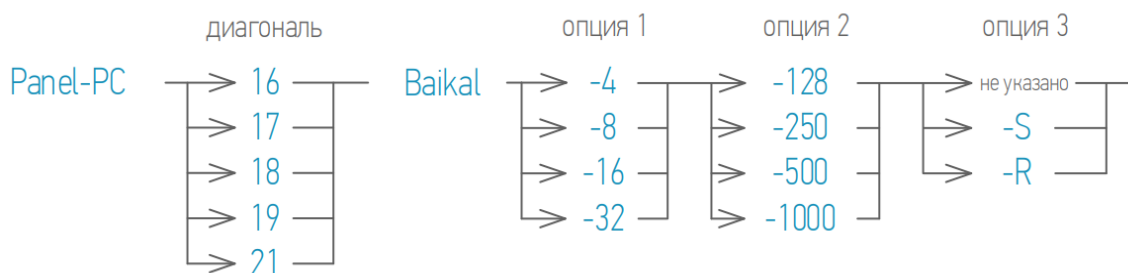 диагональ опция 1 опция 2 опция 3
Panel-PC 16 Baikal -4 -128 не указано
17 -8 -250 -S
18 -16 -500 -R
19 -32 -1000
21